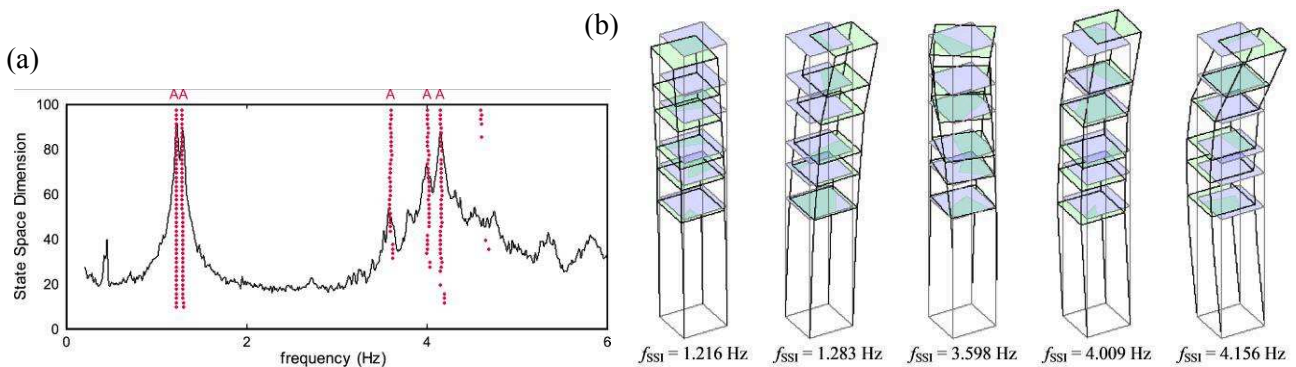 (a)
AA A A A
100
80
60
40
20
0
State Space Dimension
0 2 4 6
frequency (Hz)
(b)
fSSI = 1.216 Hz
fSSI = 1.283 Hz
fSSI = 3.598 Hz
fSSI = 4.009 Hz
fSSI = 4.156 Hz